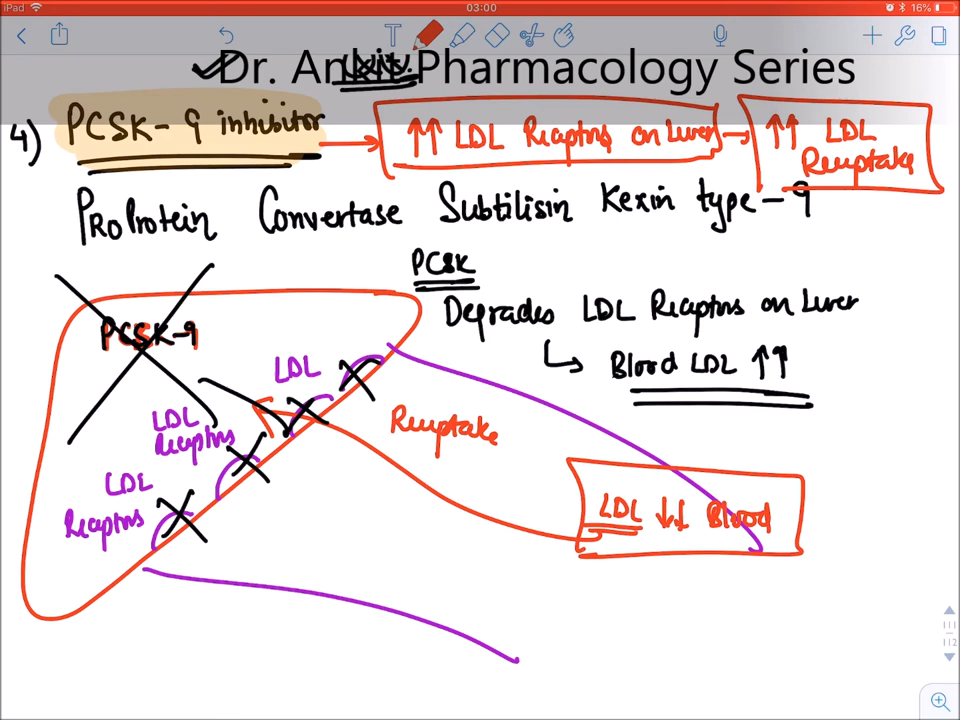 iPad
03:00
16%
T
Dr. Ankit Pharmacology Series
4) PCSK-9 inhibitor → ↑↑ LDL Receptors on Liver → ↑↑ LDL Reuptake
PRoprotein Convertase Subtilisin Kexin type-9
PCSK
Degrades LDL Receptors on Liver
↳ Blood LDL ↑↑
PCSK-9
LDL
LDL
Receptors
Reuptake
LDL
Receptors
LDL ↓↓ Blood
111
112